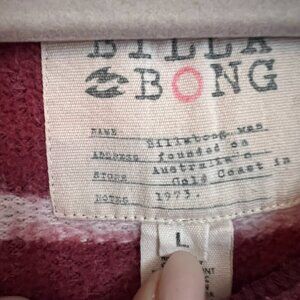 BILLA
BONG
NAME Billabong was
ADDRESS founded on
STORE Australia's
Gold Coast in
NOTES 1973.
L